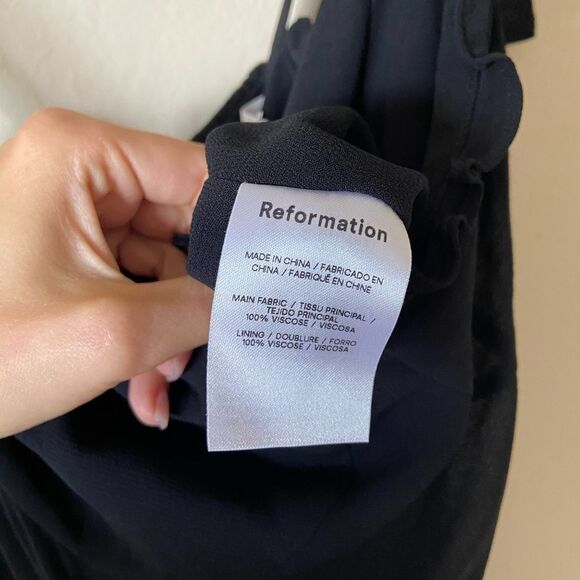 Reformation
MADE IN CHINA / FABRICADO EN
CHINA / FABRIQUÉ EN CHINE
MAIN FABRIC / TISSU PRINCIPAL /
TEJIDO PRINCIPAL
100% VISCOSE / VISCOSA
LINING / DOUBLURE / FORRO
100% VISCOSE / VISCOSA